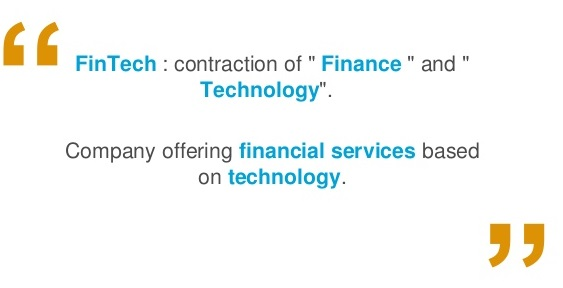 “
FinTech : contraction of " Finance " and "
Technology".
Company offering financial services based
on technology.
”